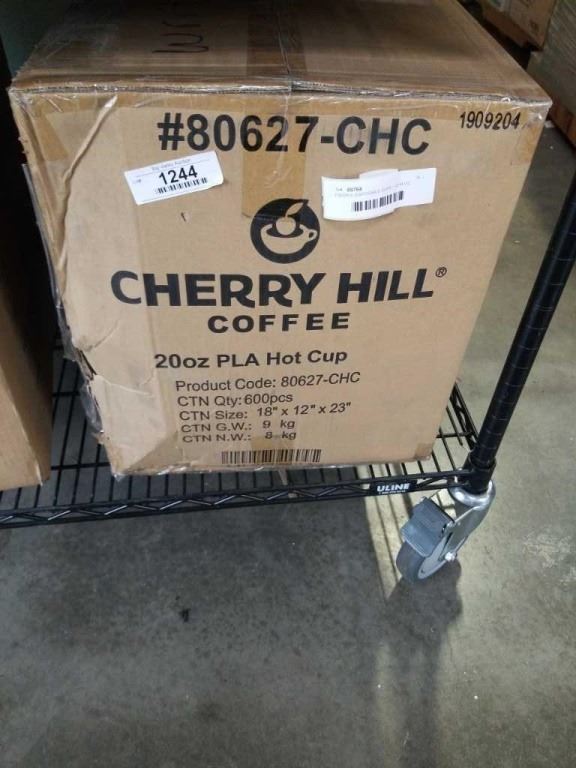 #80627-CHC
1909204
1244
CHERRY HILL®
COFFEE
20oz PLA Hot Cup
Product Code: 80627-CHC
CTN Qty: 600pcs
CTN Size: 18" x 12" x 23"
CTN G.W.: 9 kg
CTN N.W.: 8 kg
ULINE